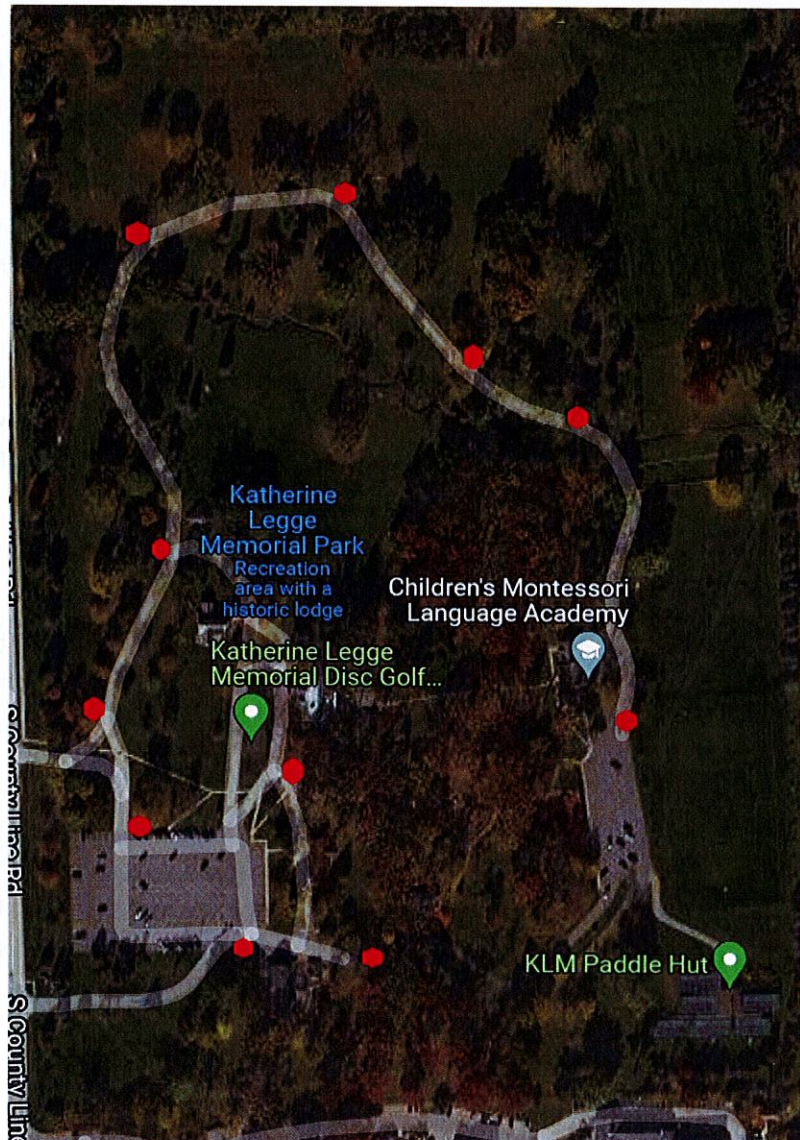 Katherine
Legge
Memorial Park
Recreation
area with a
historic lodge
Children's Montessori
Language Academy
Katherine Legge
Memorial Disc Golf...
S County Line Rd
KLM Paddle Hut
S County Line